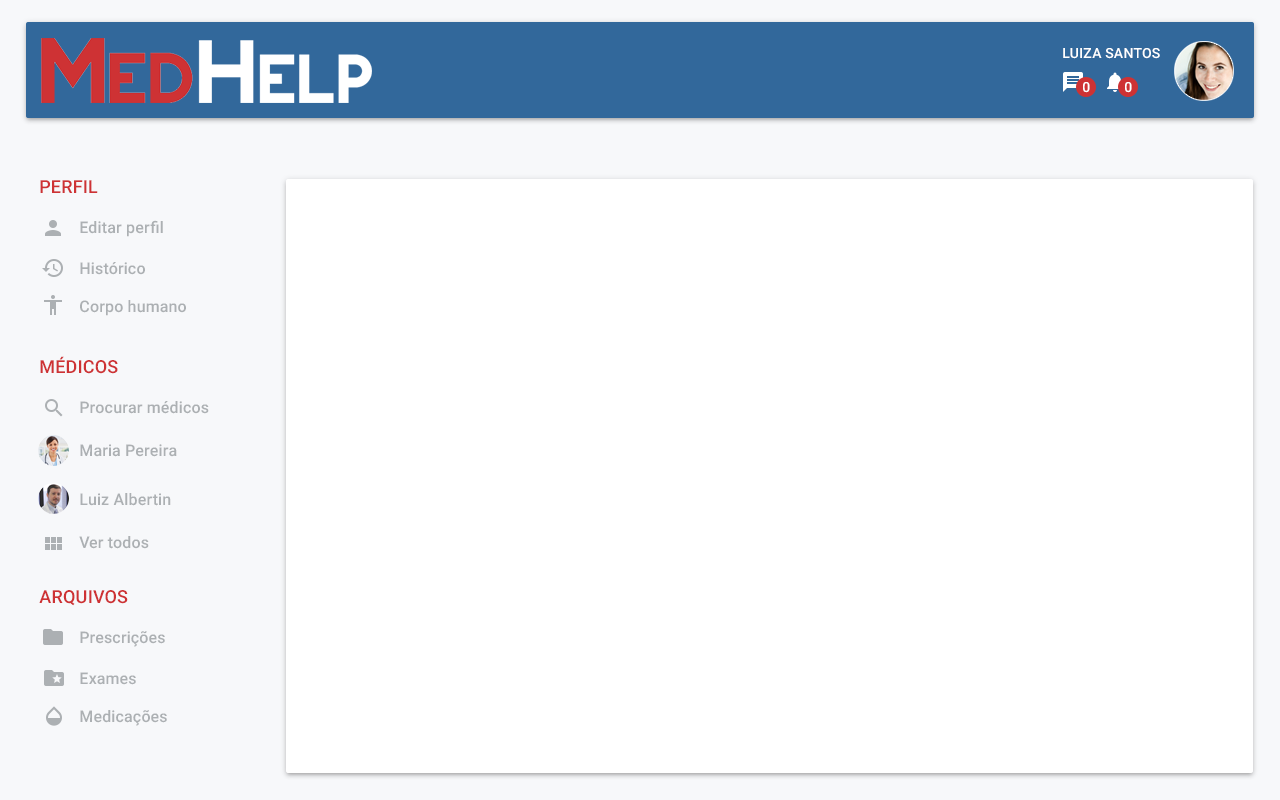 MEDHELP
LUIZA SANTOS
0 0
PERFIL
Editar perfil
Histórico
Corpo humano
MÉDICOS
Procurar médicos
Maria Pereira
Luiz Albertin
Ver todos
ARQUIVOS
Prescrições
Exames
Medicações